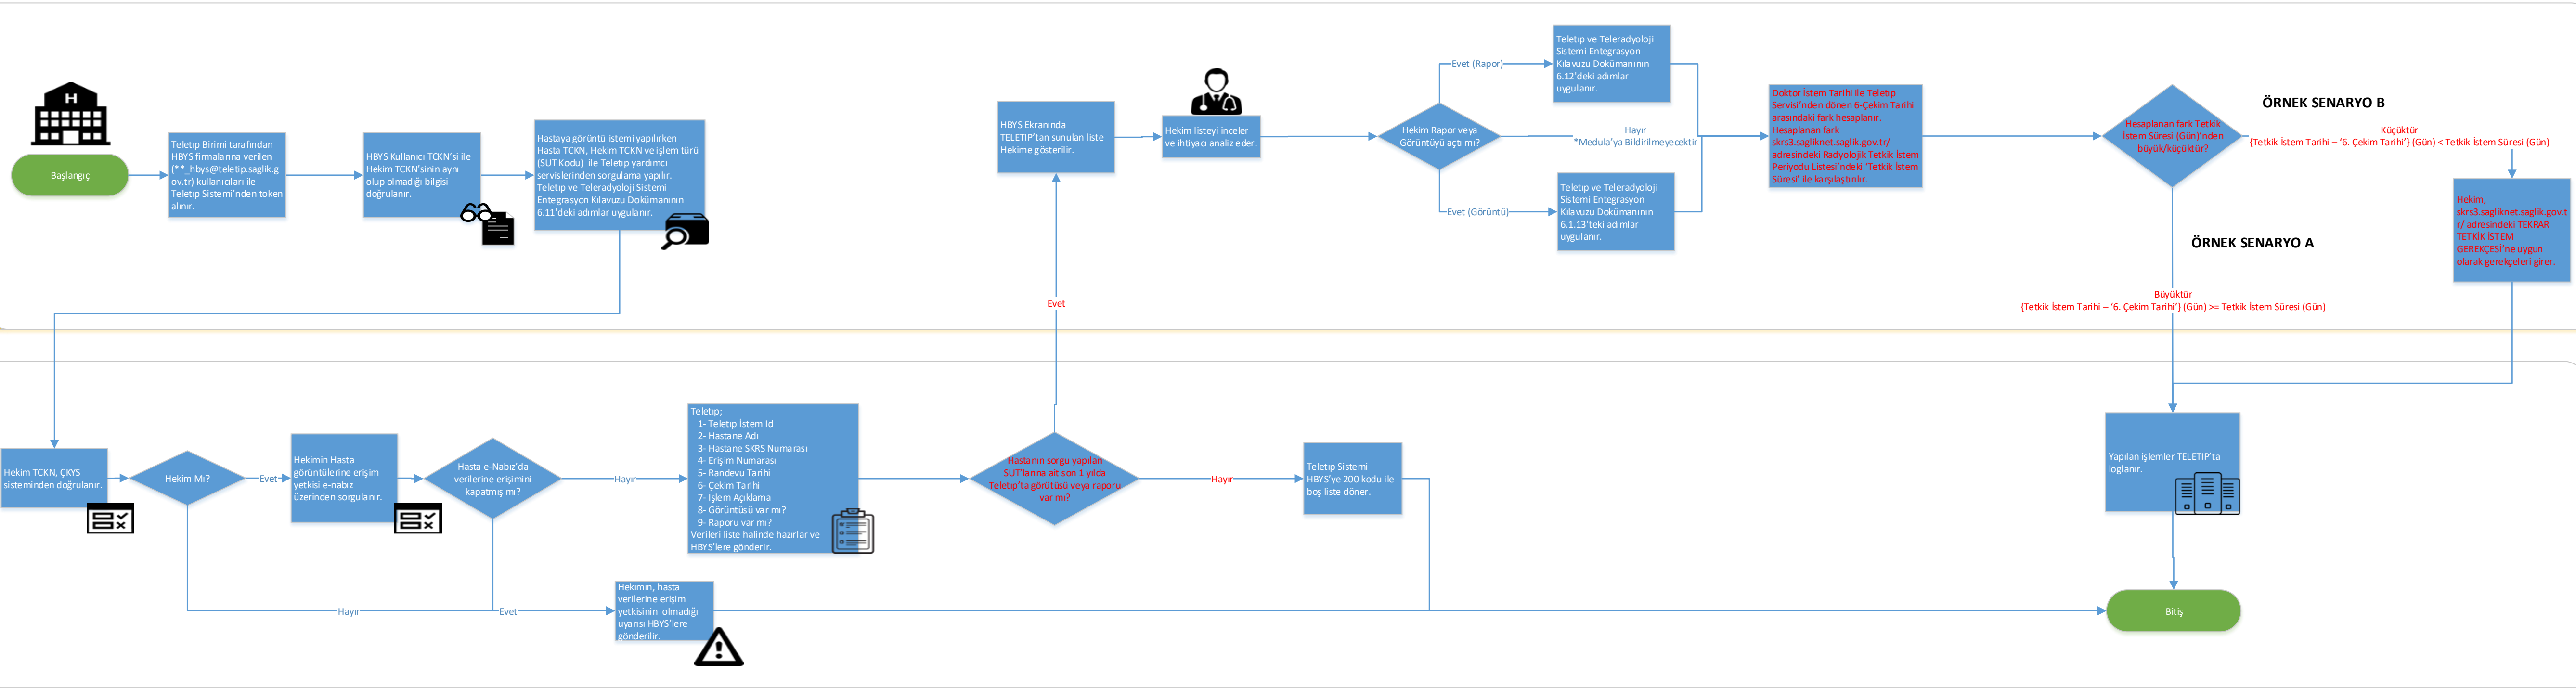 Başlangıç
Teletıp Birimi tarafından
HBYS firmalarına verilen
(**_hbys@teletip.saglik.g
ov.tr) kullanıcıları ile
Teletıp Sistemi'nden token
alınır.
HBYS Kullanıcı TCKN'si ile
Hekim TCKN'sinin aynı
olup olmadığı bilgisi
doğrulanır.
Hastaya görüntü istemi yapılırken
Hasta TCKN, Hekim TCKN ve işlem türü
(SUT Kodu)  ile Teletıp yardımcı
servislerinden sorgulama yapılır.
Teletıp ve Teleradyoloji Sistemi
Entegrasyon Kılavuzu Dokümanının
6.11'deki adımlar uygulanır.
HBYS Ekranında
TELETIP'tan sunulan liste
Hekime gösterilir.
Hekim listeyi inceler
ve ihtiyacı analiz eder.
Hekim Rapor veya
Görüntüyü açtı mı?
Evet (Rapor)
Teletıp ve Teleradyoloji
Sistemi Entegrasyon
Kılavuzu Dokümanının
6.12'deki adımlar
uygulanır.
Hayır
*Medula'ya Bildirilmeyecektir
Evet (Görüntü)
Teletıp ve Teleradyoloji
Sistemi Entegrasyon
Kılavuzu Dokümanının
6.1.13'teki adımlar
uygulanır.
Doktor İstem Tarihi ile Teletıp
Servisi'nden dönen 6-Çekim Tarihi
arasındaki fark hesaplanır.
Hesaplanan fark
skrs3.sagliknet.saglik.gov.tr/
adresindeki Radyolojik Tetkik İstem
Periyodu Listesi'ndeki 'Tetkik İstem
Süresi' ile karşılaştırılır.
Hesaplanan fark Tetkik
İstem Süresi (Gün)'nden
büyük/küçüktür?
ÖRNEK SENARYO B
Küçüktür
{Tetkik İstem Tarihi – '6. Çekim Tarihi'} (Gün) < Tetkik İstem Süresi (Gün)
Hekim,
skrs3.sagliknet.saglik.gov.t
r/ adresindeki TEKRAR
TETKİK İSTEM
GEREKÇESİ'ne uygun
olarak gerekçeleri girer.
ÖRNEK SENARYO A
Büyüktür
{Tetkik İstem Tarihi – '6. Çekim Tarihi'} (Gün) >= Tetkik İstem Süresi (Gün)
Evet
Hekim TCKN, ÇKYS
sisteminden doğrulanır.
Hekim Mı?
Evet
Hekimin Hasta
görüntülerine erişim
yetkisi e-nabız
üzerinden sorgulanır.
Hasta e-Nabız'da
verilerine erişimini
kapatmış mı?
Hayır
Teletıp;
1- Teletıp İstem Id
2- Hastane Adı
3- Hastane SKRS Numarası
4- Erişim Numarası
5- Randevu Tarihi
6- Çekim Tarihi
7- İşlem Açıklama
8- Görüntüsü var mı?
9- Raporu var mı?
Verileri liste halinde hazırlar ve
HBYS'lere gönderir.
Hastanın sorgu yapılan
SUT'larına ait son 1 yılda
Teletıp'ta görütüsü veya raporu
var mı?
Hayır
Teletıp Sistemi
HBYS'ye 200 kodu ile
boş liste döner.
Yapılan işlemler TELETIP'ta
loglanır.
Hayır
Evet
Hekimin, hasta
verilerine erişim
yetkisinin  olmadığı
uyarısı HBYS'lere
gönderilir.
Bitiş